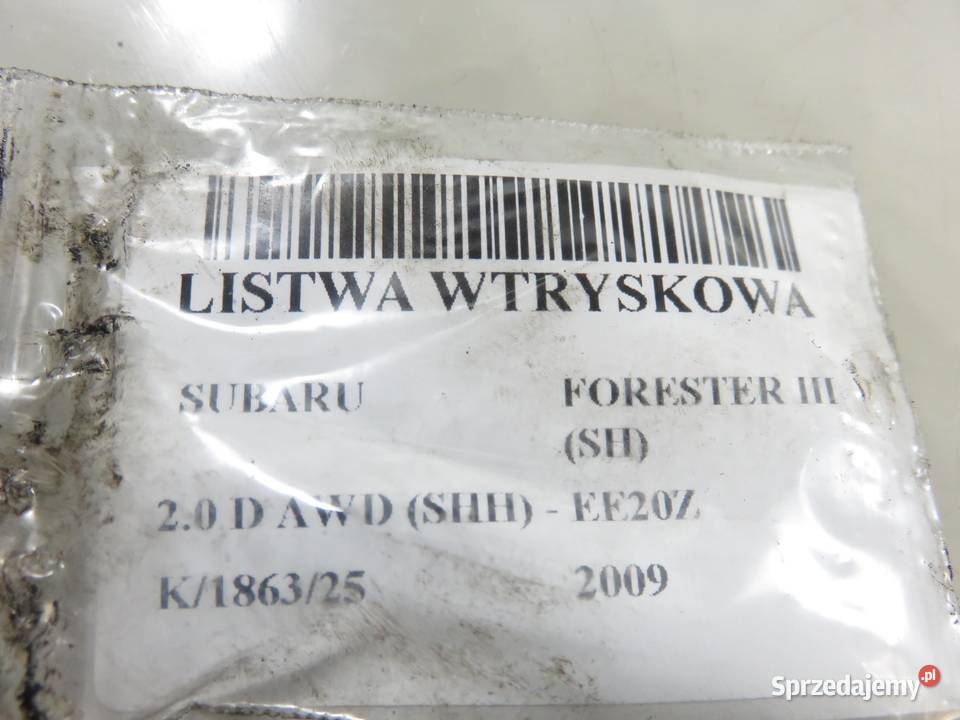 LISTWA WTRYSKOWA
SUBARU FORESTER III
(SH)
2.0 D AWD (SHH) - EE20Z
K/1863/25 2009
Sprzedajemy.pl